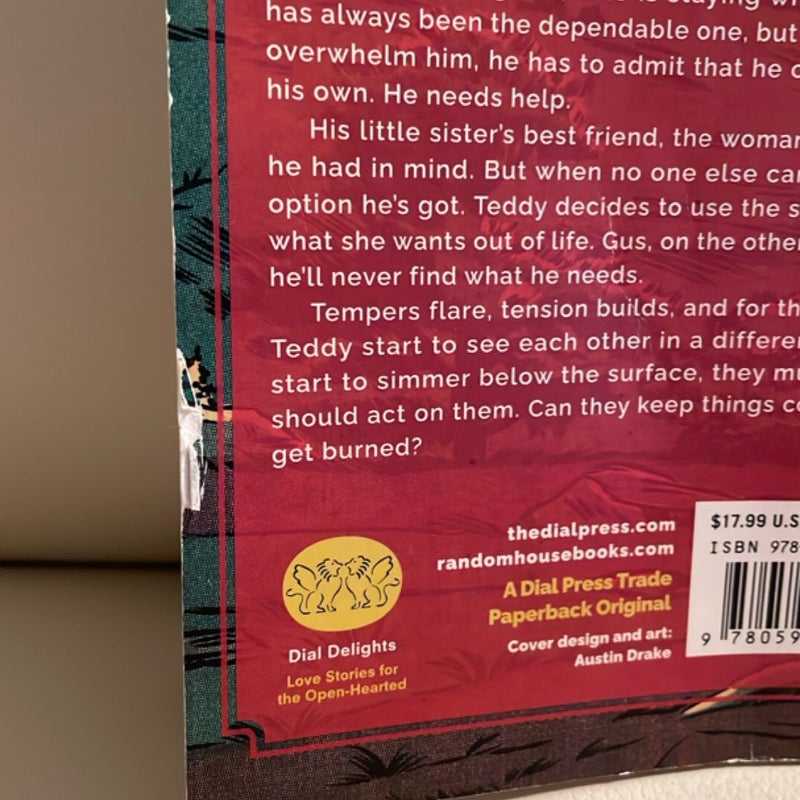 is staying
has always been the dependable one, but
overwhelm him, he has to admit that he
his own. He needs help.
His little sister's best friend, the woman
he had in mind. But when no one else
option he's got. Teddy decides to use the
what she wants out of life. Gus, on the other
he'll never find what he needs.
Tempers flare, tension builds, and for
Teddy start to see each other in a
start to simmer below the surface, they
should act on them. Can they keep things
get burned?
thedialpress.com
randomhousebooks.com
A Dial Press Trade
Paperback Original
Cover design and art:
Austin Drake
Dial Delights
Love Stories for
the Open-Hearted
$17.99 U.S
ISBN 978
9 78059